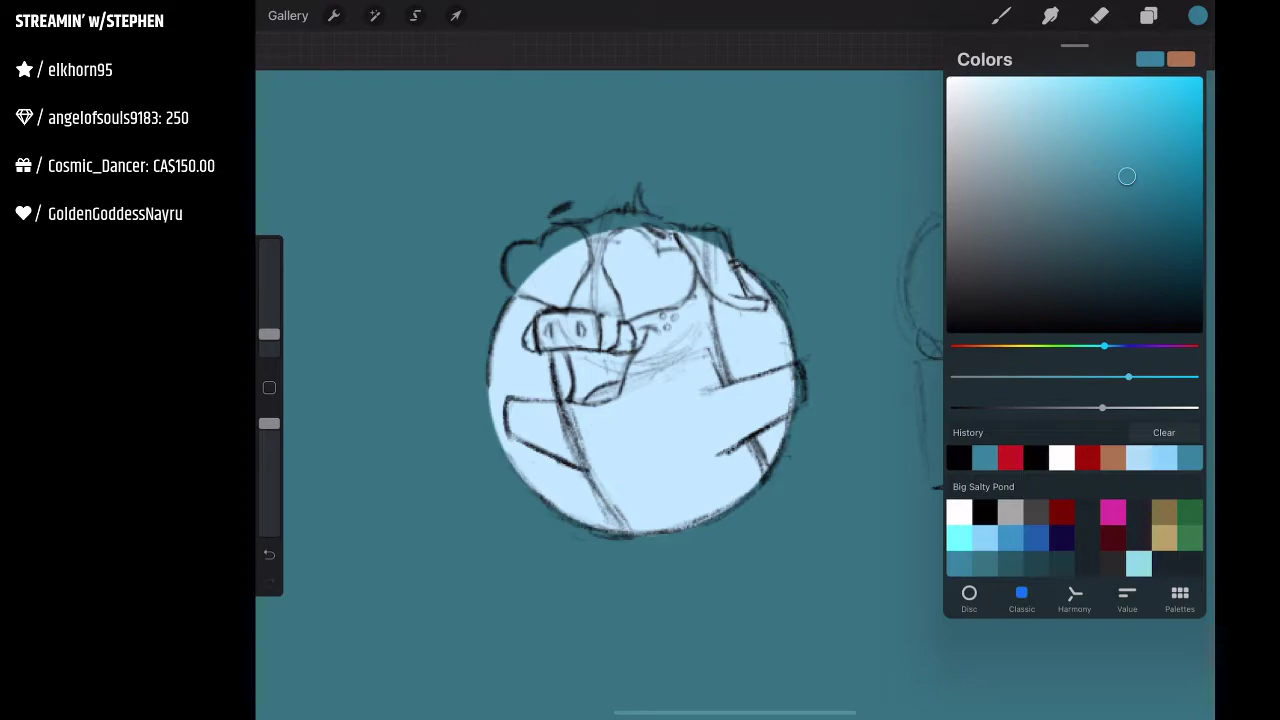 STREAMIN' w/STEPHEN
/ elkhorn95
/ angelofsouls9183: 250
/ Cosmic_Dancer: CA$150.00
/ GoldenGoddessNayru
Gallery
Colors
History
Clear
Big Salty Pond
Disc
Classic
Harmony
Value
Palettes